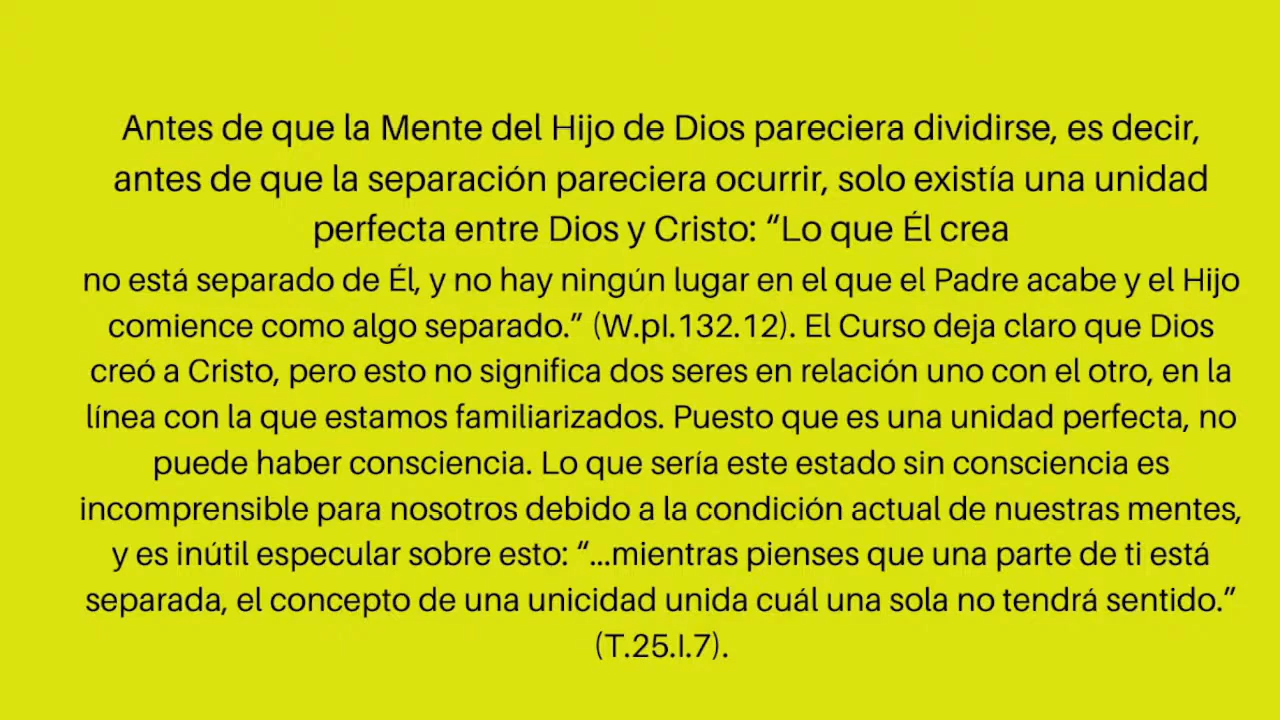 Antes de que la Mente del Hijo de Dios pareciera dividirse, es decir,
antes de que la separación pareciera ocurrir, solo existía una unidad
perfecta entre Dios y Cristo: “Lo que Él crea
no está separado de Él, y no hay ningún lugar en el que el Padre acabe y el Hijo
comience como algo separado.” (W.pI.132.12). El Curso deja claro que Dios
creó a Cristo, pero esto no significa dos seres en relación uno con el otro, en la
línea con la que estamos familiarizados. Puesto que es una unidad perfecta, no
puede haber consciencia. Lo que sería este estado sin consciencia es
incomprensible para nosotros debido a la condición actual de nuestras mentes,
y es inútil especular sobre esto: “...mientras pienses que una parte de ti está
separada, el concepto de una unicidad unida cuál una sola no tendrá sentido.”
(T.25.I.7).